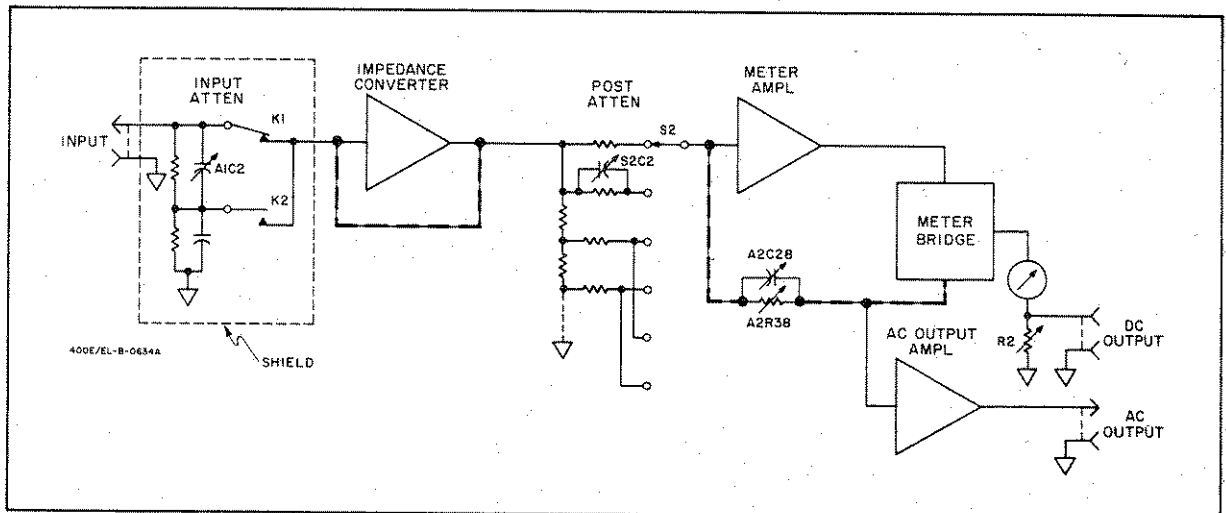 INPUT
ATTEN
INPUT
A1C2
K1
K2
400E/EL-B-0634A
SHIELD
IMPEDANCE
CONVERTER
POST
ATTEN
S2
S2C2
METER
AMPL
METER
BRIDGE
A2C28
A2R38
R2
DC
OUTPUT
AC OUTPUT
AMPL
AC
OUTPUT